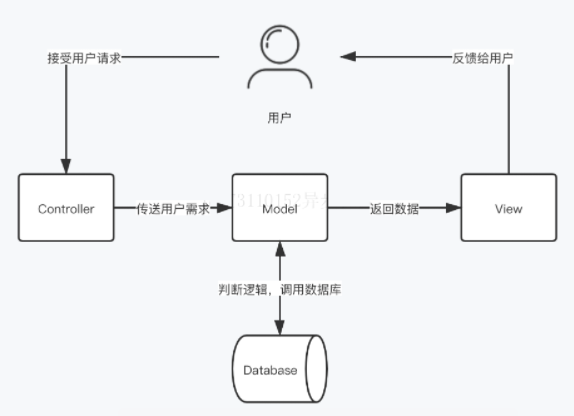 接受用户请求
反馈给用户
用户
Controller
传送用户需求
Model
返回数据
View
判断逻辑，调用数据库
Database